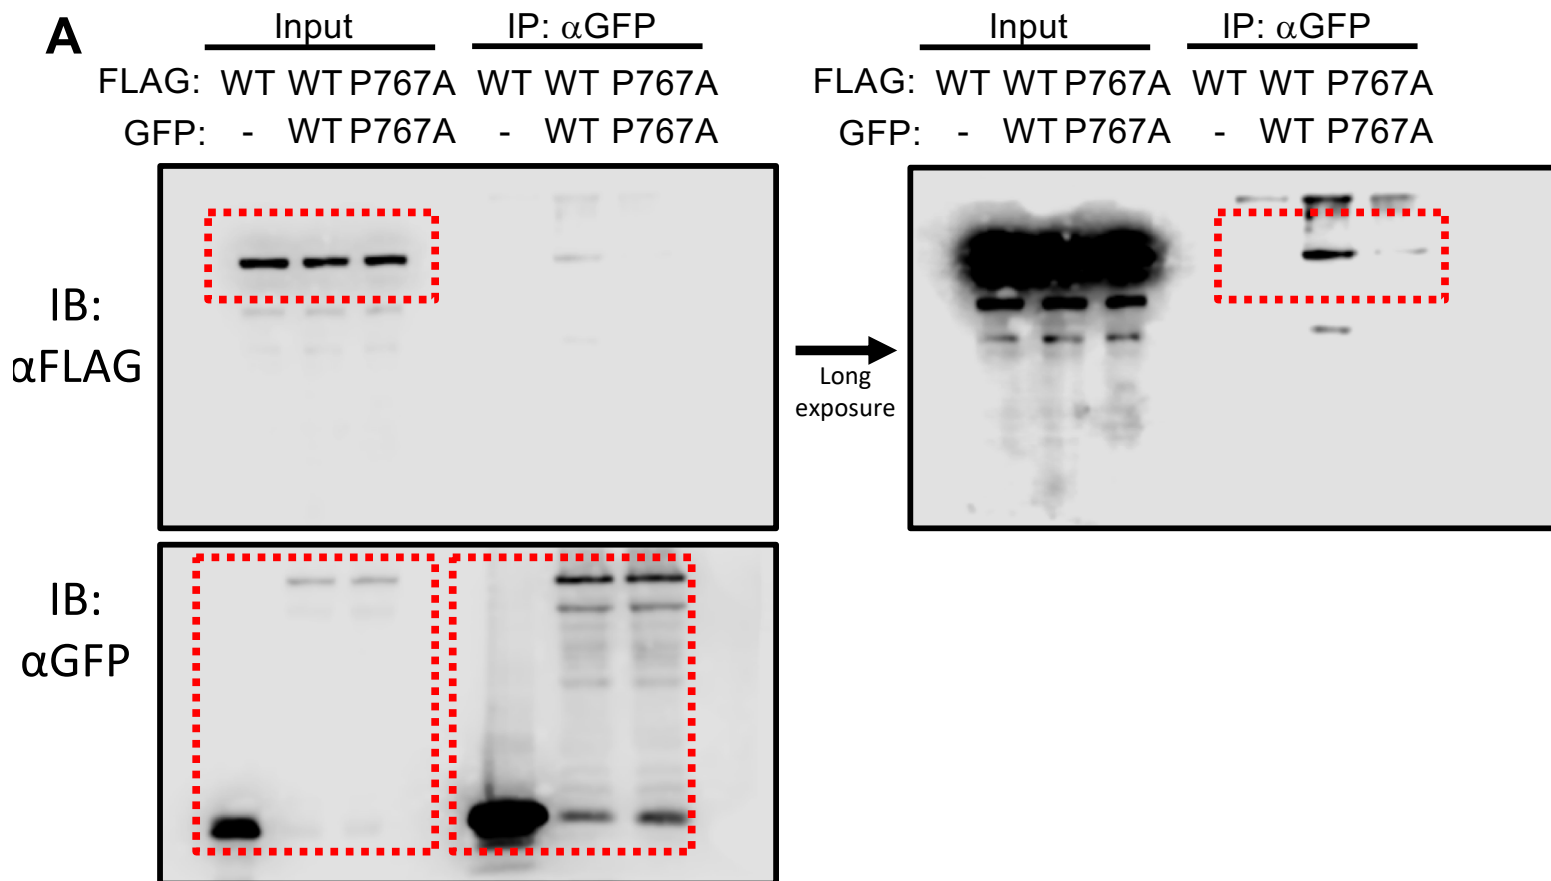 A
Input IP: αGFP
FLAG: WT WT P767A WT WT P767A
GFP: - WT P767A - WT P767A
IB:
αFLAG
Long
exposure
Input IP: αGFP
FLAG: WT WT P767A WT WT P767A
GFP: - WT P767A - WT P767A
IB:
αGFP